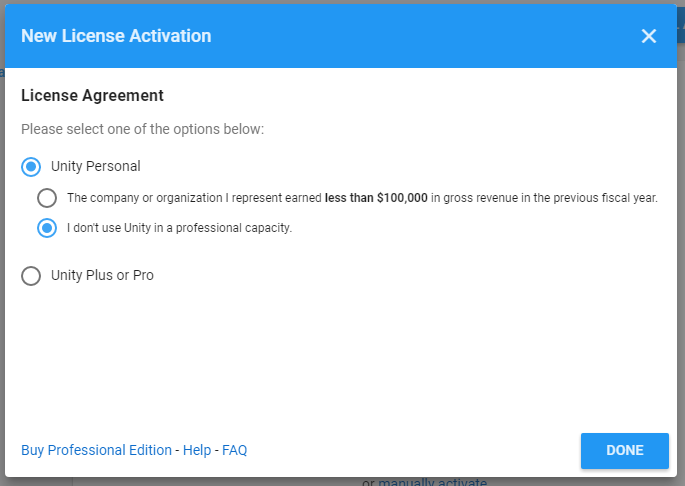 New License Activation
License Agreement
Please select one of the options below:
Unity Personal
The company or organization I represent earned less than $100,000 in gross revenue in the previous fiscal year.
I don't use Unity in a professional capacity.
Unity Plus or Pro
Buy Professional Edition - Help - FAQ
DONE
or manually activate